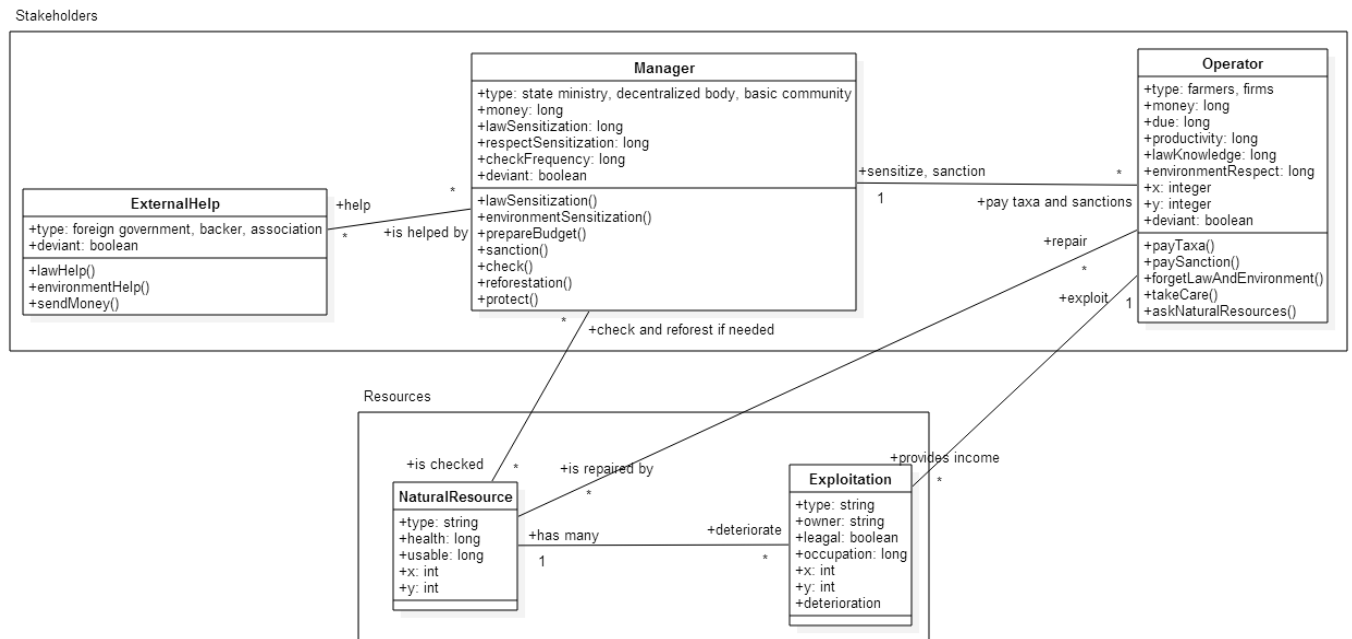 Stakeholders
Manager
+type: state ministry, decentralized body, basic community
+money: long
+lawSensitization: long
+respectSensitization: long
+checkFrequency: long
+deviant: boolean
+lawSensitization()
+environmentSensitization()
+prepareBudget()
+sanction()
+check()
+reforestation()
+protect()
Operator
+type: farmers, firms
+money: long
+due: long
+productivity: long
+lawKnowledge: long
+environmentRespect: long
+x: integer
+y: integer
+deviant: boolean
+payTaxa()
+paySanction()
+forgetLawAndEnvironment()
+takeCare()
+askNaturalResources()
ExternalHelp
+type: foreign government, backer, association
+deviant: boolean
+lawHelp()
+environmentHelp()
+sendMoney()
+help
*
*
+is helped by
+sensitize, sanction
*
1
+pay taxa and sanctions
+repair
*
+exploit
1
*
+check and reforest if needed
Resources
+is checked
*
+is repaired by
*
+provides income
*
NaturalResource
+type: string
+health: long
+usable: long
+x: int
+y: int
+has many
1
+deteriorate
*
Exploitation
+type: string
+owner: string
+leagal: boolean
+occupation: long
+x: int
+y: int
+deterioration